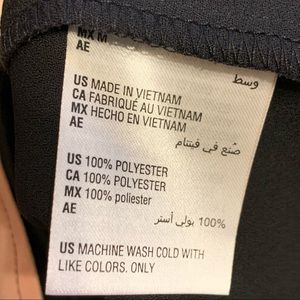 MX M
AE
وسط
US MADE IN VIETNAM
CA FABRIQUÉ AU VIETNAM
MX HECHO EN VIETNAM
AE
صُنع في فيتنام
US 100% POLYESTER
CA 100% POLYESTER
MX 100% poliester
AE
100% بولي أستر
US MACHINE WASH COLD WITH
LIKE COLORS. ONLY